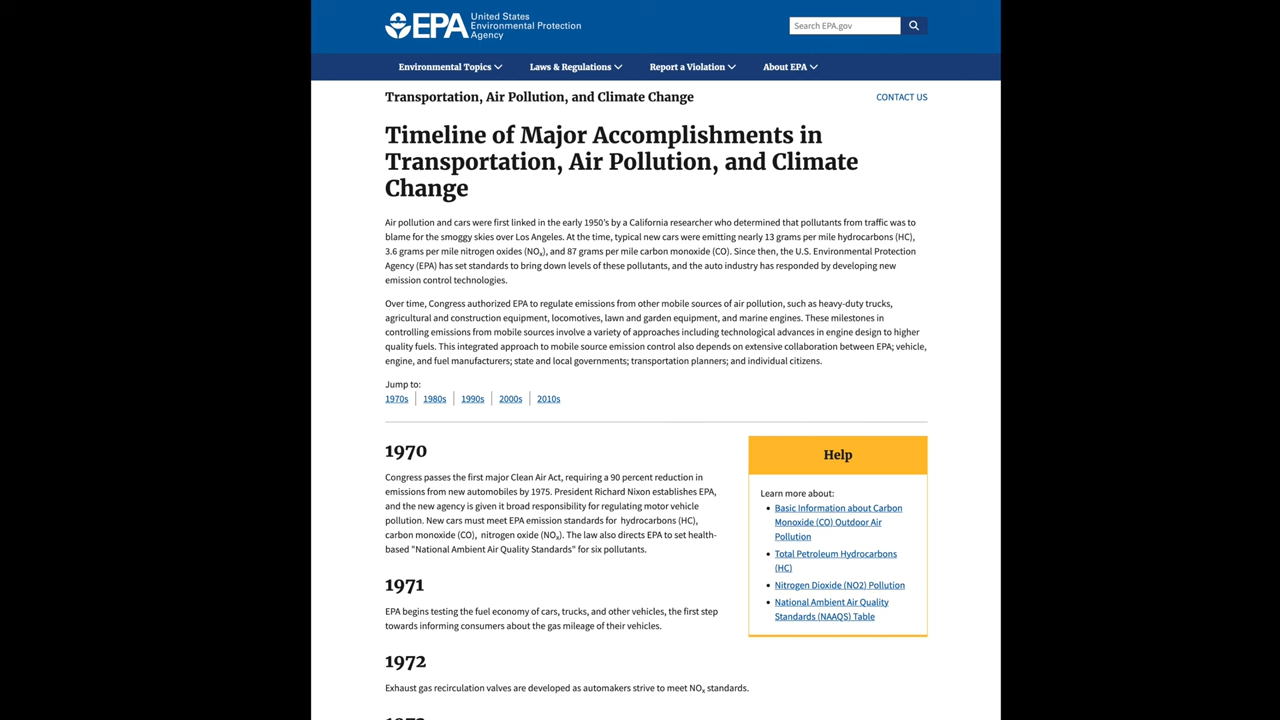 EPA United States
Environmental Protection
Agency
Search EPA.gov
Environmental Topics Laws & Regulations Report a Violation About EPA
Transportation, Air Pollution, and Climate Change CONTACT US
Timeline of Major Accomplishments in
Transportation, Air Pollution, and Climate
Change
Air pollution and cars were first linked in the early 1950's by a California researcher who determined that pollutants from traffic was to
blame for the smoggy skies over Los Angeles. At the time, typical new cars were emitting nearly 13 grams per mile hydrocarbons (HC),
3.6 grams per mile nitrogen oxides (NOx), and 87 grams per mile carbon monoxide (CO). Since then, the U.S. Environmental Protection
Agency (EPA) has set standards to bring down levels of these pollutants, and the auto industry has responded by developing new
emission control technologies.
Over time, Congress authorized EPA to regulate emissions from other mobile sources of air pollution, such as heavy-duty trucks,
agricultural and construction equipment, locomotives, lawn and garden equipment, and marine engines. These milestones in
controlling emissions from mobile sources involve a variety of approaches including technological advances in engine design to higher
quality fuels. This integrated approach to mobile source emission control also depends on extensive collaboration between EPA; vehicle,
engine, and fuel manufacturers; state and local governments; transportation planners; and individual citizens.
Jump to:
1970s 1980s 1990s 2000s 2010s
1970
Congress passes the first major Clean Air Act, requiring a 90 percent reduction in
emissions from new automobiles by 1975. President Richard Nixon establishes EPA,
and the new agency is given it broad responsibility for regulating motor vehicle
pollution. New cars must meet EPA emission standards for hydrocarbons (HC),
carbon monoxide (CO), nitrogen oxide (NOx). The law also directs EPA to set health-
based "National Ambient Air Quality Standards" for six pollutants.
1971
EPA begins testing the fuel economy of cars, trucks, and other vehicles, the first step
towards informing consumers about the gas mileage of their vehicles.
1972
Exhaust gas recirculation valves are developed as automakers strive to meet NOx standards.
Help
Learn more about:
Basic Information about Carbon
Monoxide (CO) Outdoor Air
Pollution
Total Petroleum Hydrocarbons
(HC)
Nitrogen Dioxide (NO2) Pollution
National Ambient Air Quality
Standards (NAAQS) Table